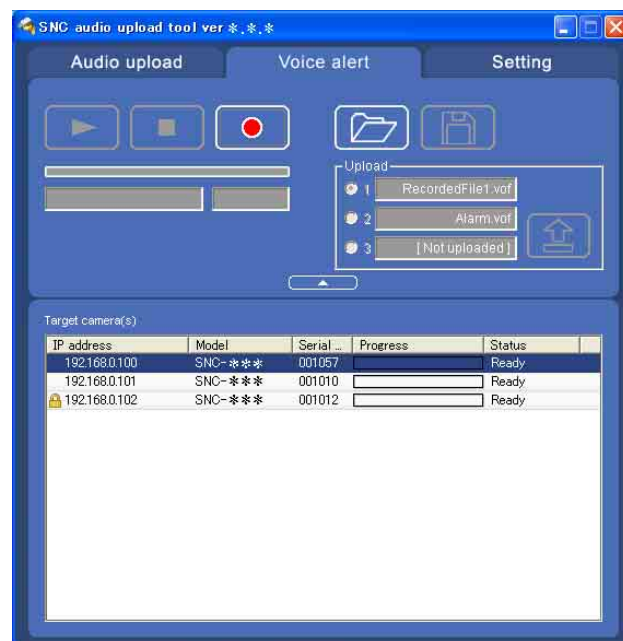 SNC audio upload tool ver *.*.*
Audio upload Voice alert Setting
Upload
1 RecordedFile1.vof
2 Alarm.vof
3 [ Not uploaded ]
Target camera(s)
IP address Model Serial ... Progress Status
192.168.0.100 SNC-*** 001057 Ready
192.168.0.101 SNC-*** 001010 Ready
192.168.0.102 SNC-*** 001012 Ready